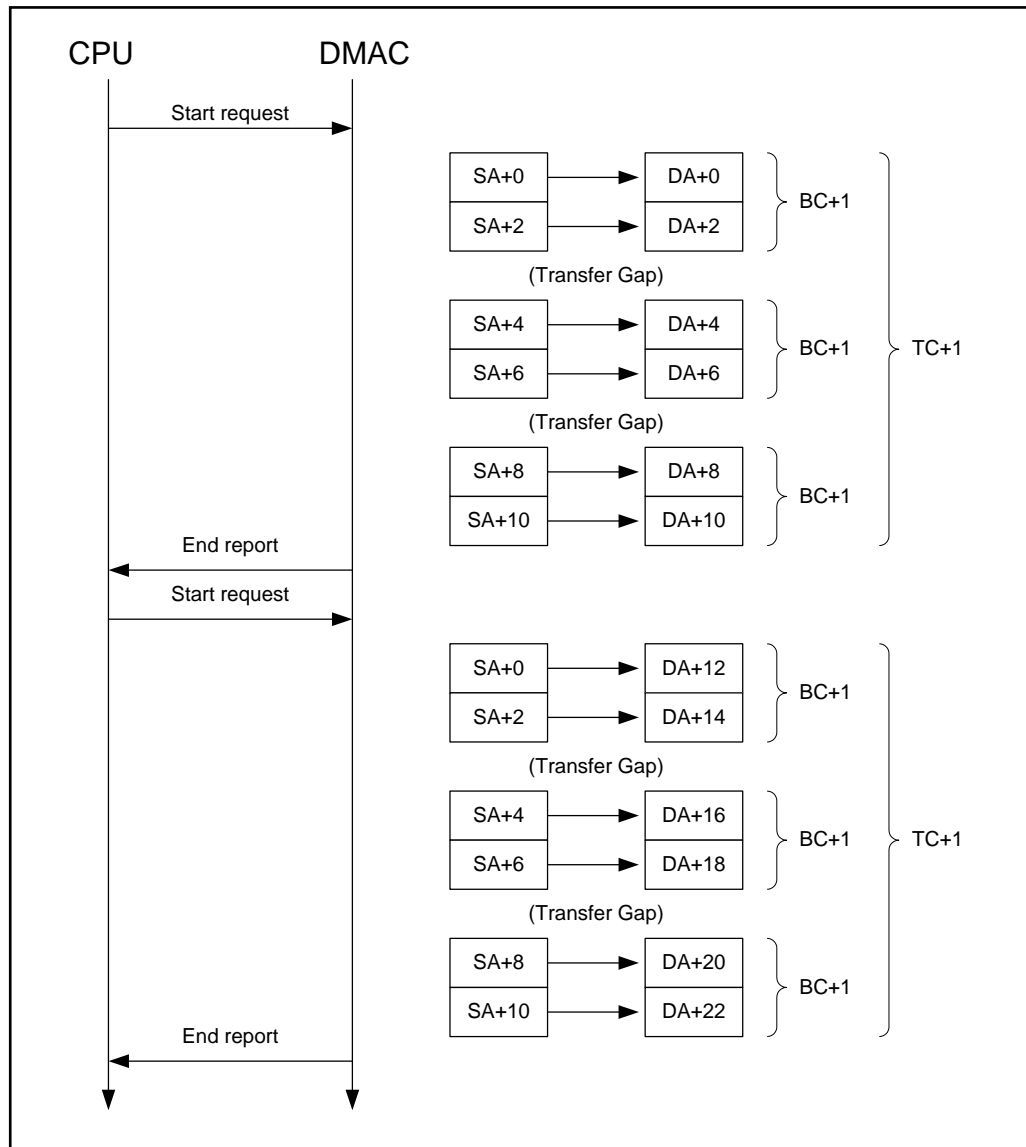 CPU DMAC
Start request
SA+0 DA+0
BC+1
SA+2 DA+2
(Transfer Gap)
SA+4 DA+4
BC+1 TC+1
SA+6 DA+6
(Transfer Gap)
SA+8 DA+8
BC+1
SA+10 DA+10
End report
Start request
SA+0 DA+12
BC+1
SA+2 DA+14
(Transfer Gap)
SA+4 DA+16
BC+1 TC+1
SA+6 DA+18
(Transfer Gap)
SA+8 DA+20
BC+1
SA+10 DA+22
End report